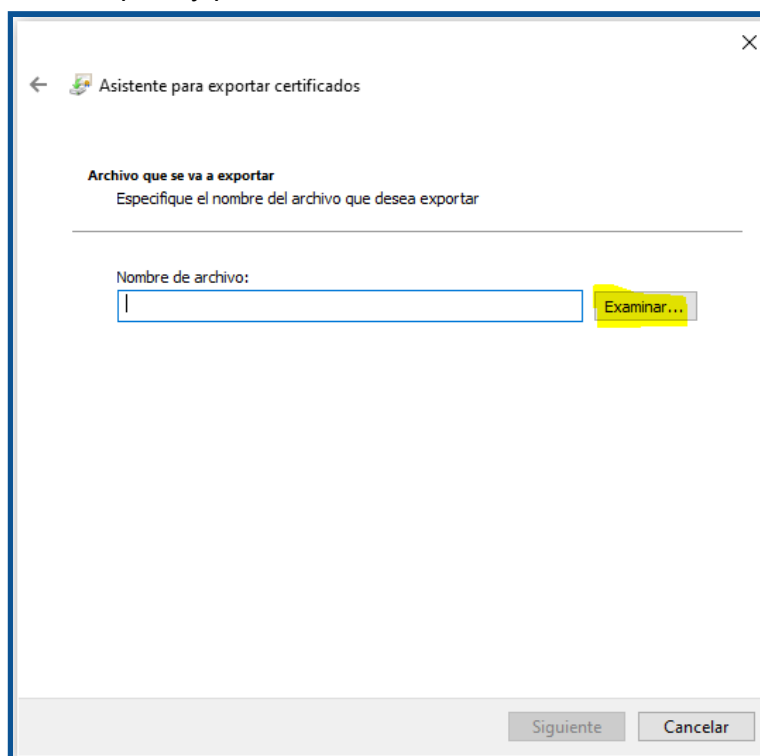 Asistente para exportar certificados
Archivo que se va a exportar
Especifique el nombre del archivo que desea exportar
Nombre de archivo:
Examinar...
Siguiente
Cancelar